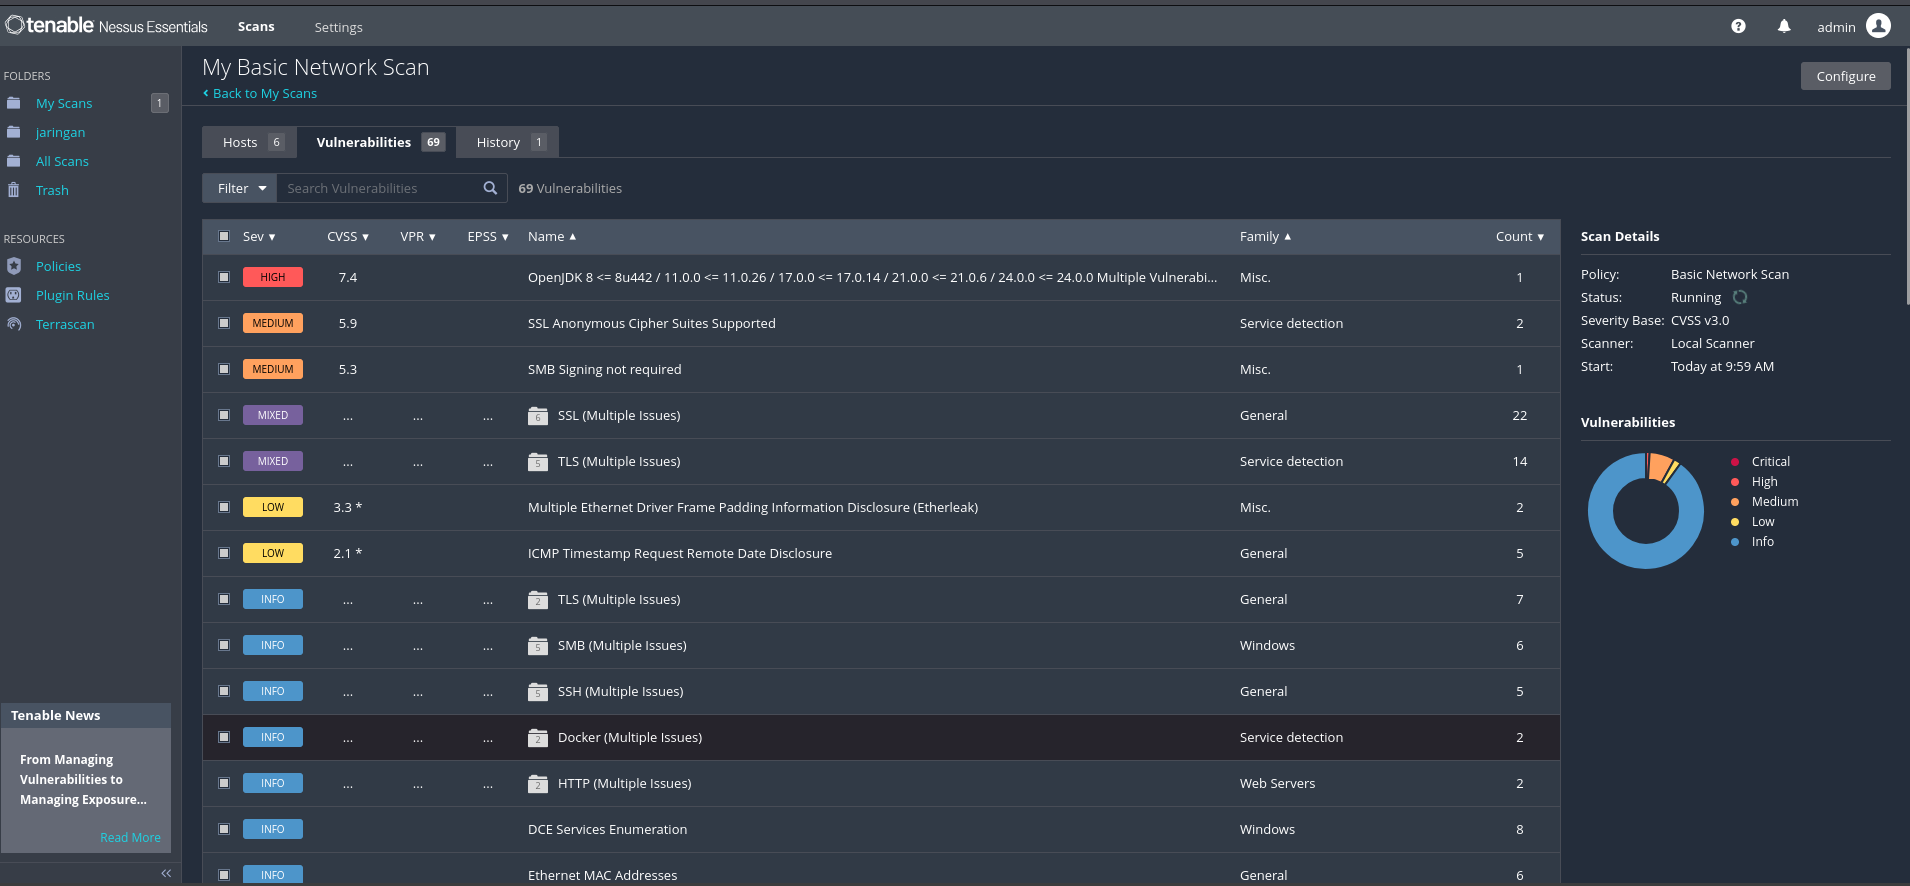 tenable Nessus Essentials Scans Settings admin
FOLDERS
My Scans 1
jaringan
All Scans
Trash
RESOURCES
Policies
Plugin Rules
Terrascan
Tenable News
From Managing
Vulnerabilities to
Managing Exposure...
Read More
My Basic Network Scan
Back to My Scans
Configure
Hosts 6 Vulnerabilities 69 History 1
Filter Search Vulnerabilities 69 Vulnerabilities
Sev CVSS VPR EPSS Name Family Count
HIGH 7.4 OpenJDK 8 <= 8u442 / 11.0.0 <= 11.0.26 / 17.0.0 <= 17.0.14 / 21.0.0 <= 21.0.6 / 24.0.0 <= 24.0.0 Multiple Vulnerabi... Misc. 1
MEDIUM 5.9 SSL Anonymous Cipher Suites Supported Service detection 2
MEDIUM 5.3 SMB Signing not required Misc. 1
MIXED ... ... ... 6 SSL (Multiple Issues) General 22
MIXED ... ... ... 5 TLS (Multiple Issues) Service detection 14
LOW 3.3 * Multiple Ethernet Driver Frame Padding Information Disclosure (Etherleak) Misc. 2
LOW 2.1 * ICMP Timestamp Request Remote Date Disclosure General 5
INFO ... ... ... 2 TLS (Multiple Issues) General 7
INFO ... ... ... 5 SMB (Multiple Issues) Windows 6
INFO ... ... ... 5 SSH (Multiple Issues) General 5
INFO ... ... ... 2 Docker (Multiple Issues) Service detection 2
INFO ... ... ... 2 HTTP (Multiple Issues) Web Servers 2
INFO DCE Services Enumeration Windows 8
INFO Ethernet MAC Addresses General 6
Scan Details
Policy: Basic Network Scan
Status: Running
Severity Base: CVSS v3.0
Scanner: Local Scanner
Start: Today at 9:59 AM
Vulnerabilities
Critical
High
Medium
Low
Info